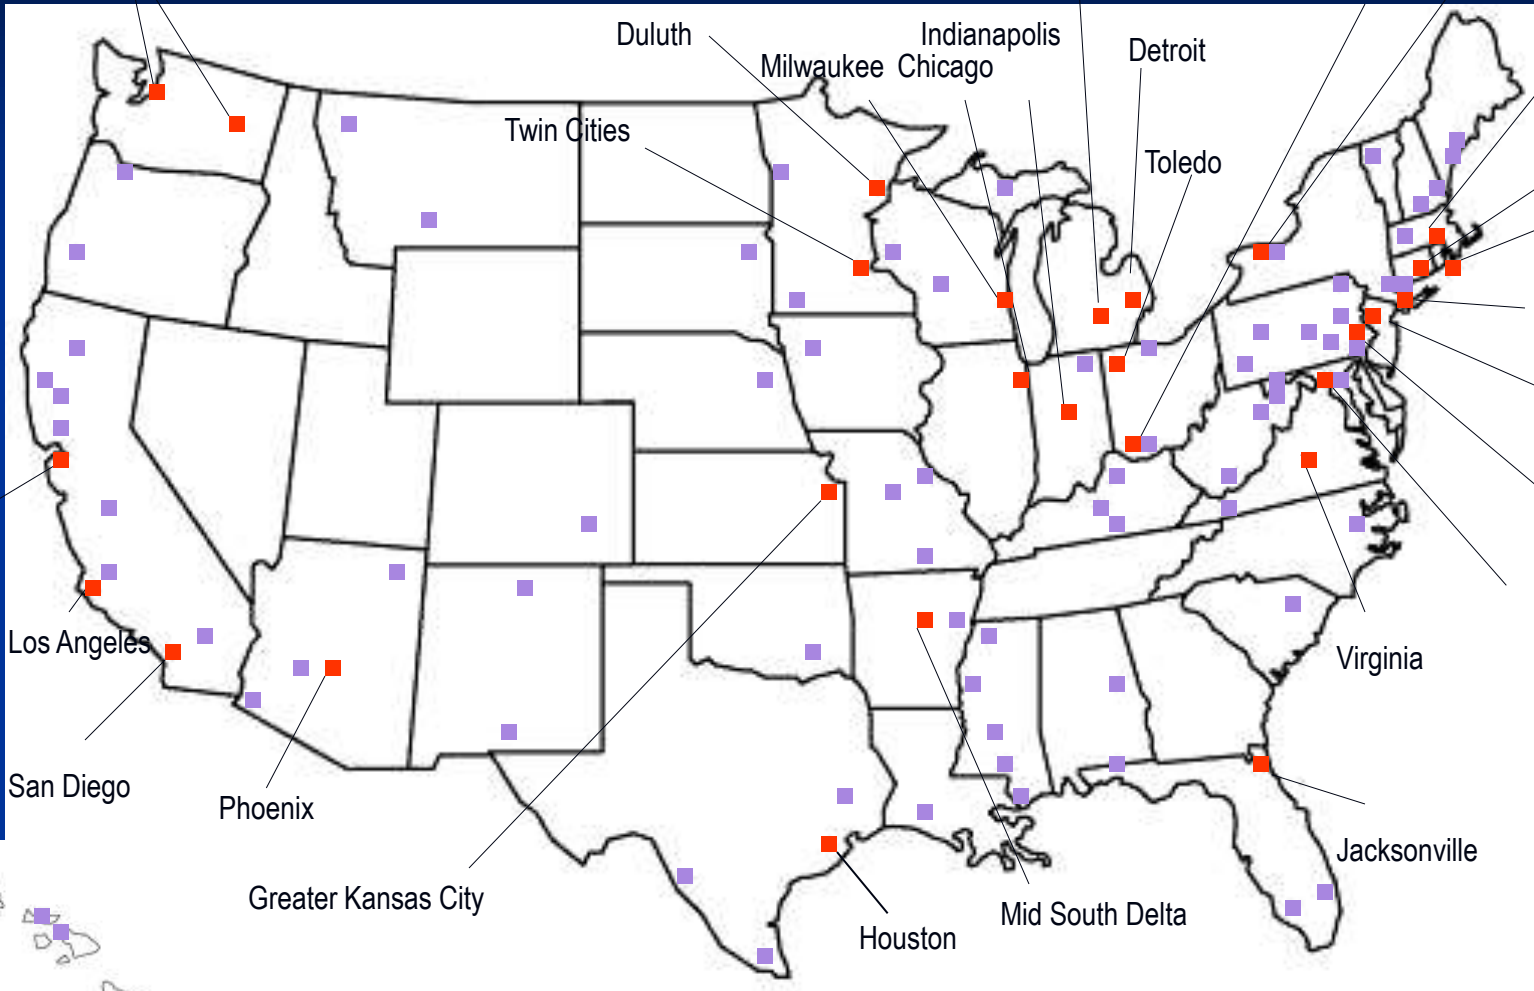 Duluth
Indianapolis
Detroit
Milwaukee Chicago
Twin Cities
Toledo
Los Angeles
Virginia
San Diego
Phoenix
Jacksonville
Greater Kansas City
Mid South Delta
Houston